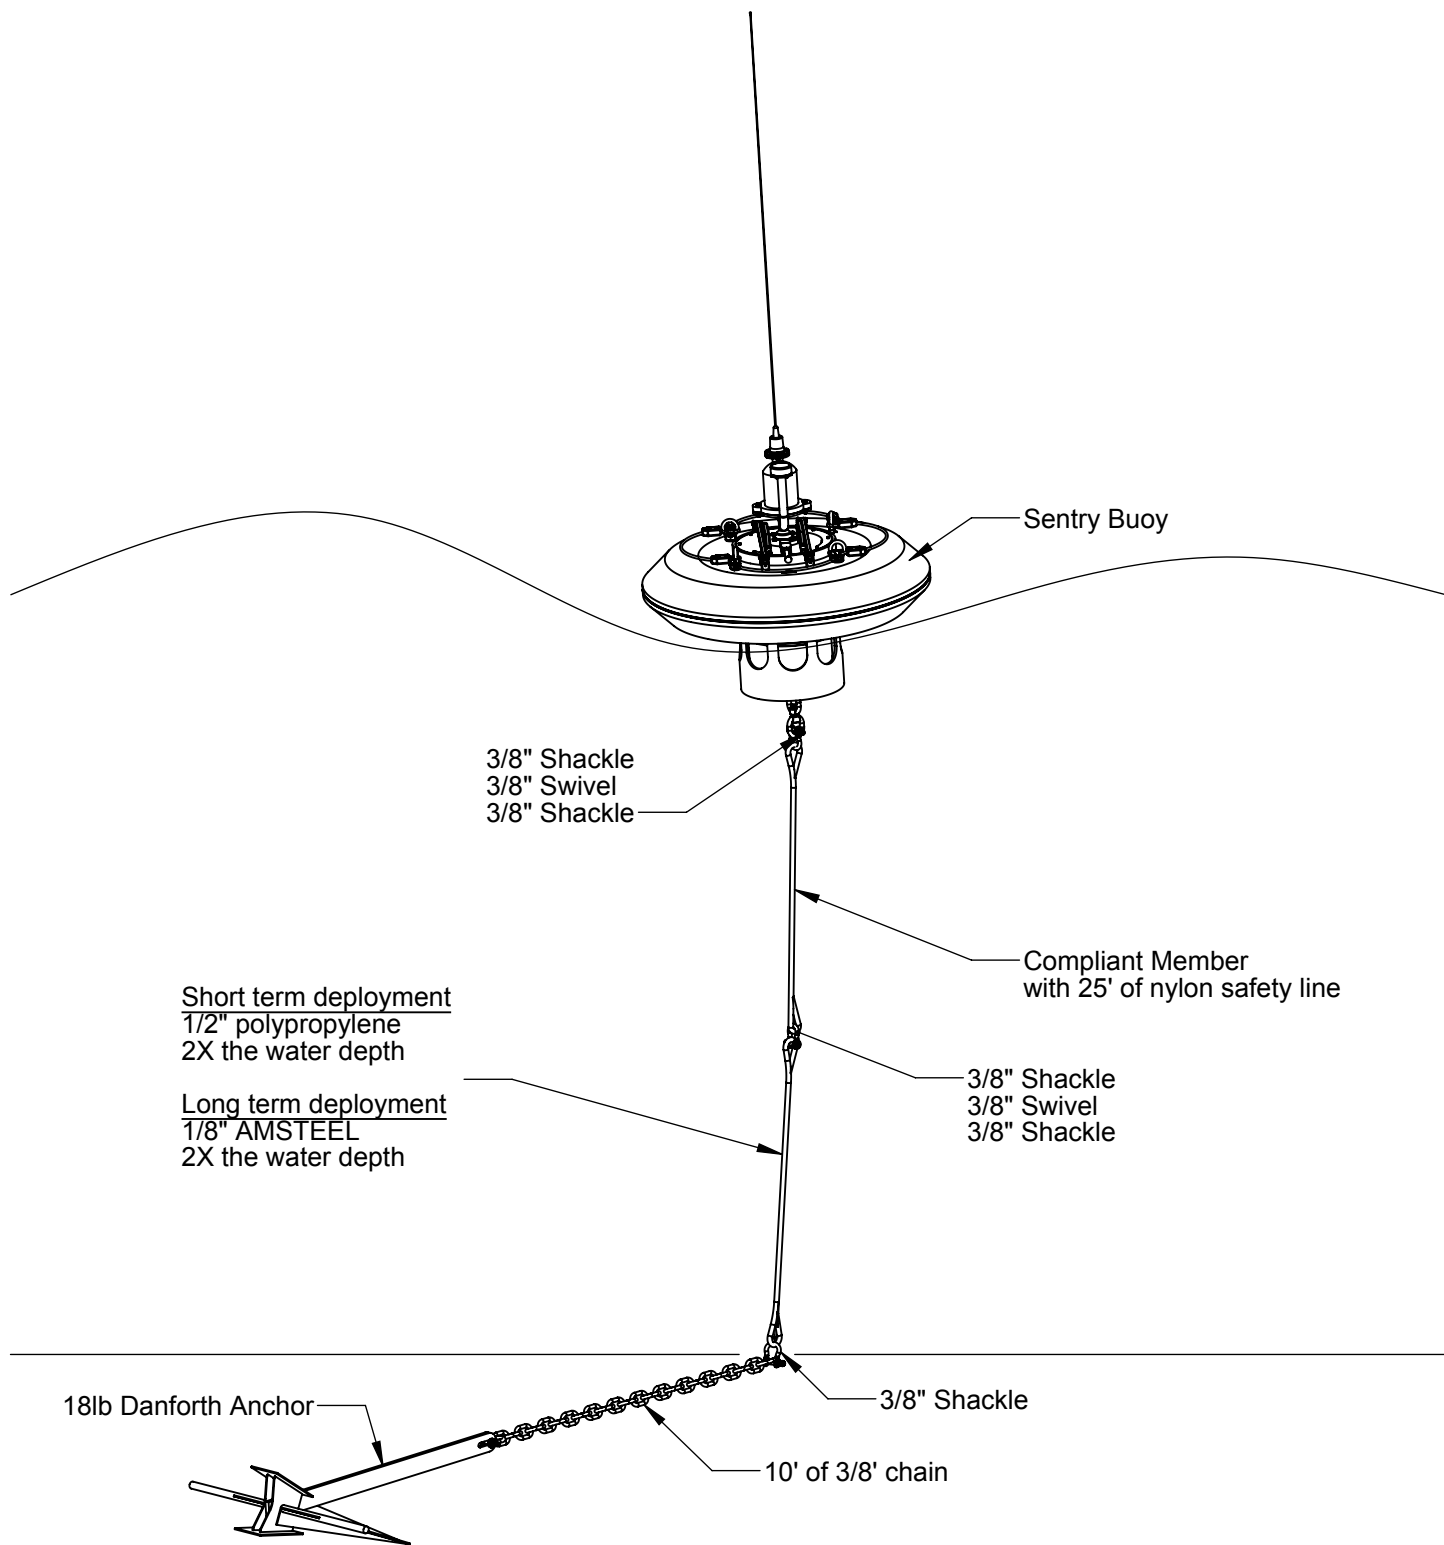 Sentry Buoy
3/8" Shackle
3/8" Swivel
3/8" Shackle
Compliant Member
with 25' of nylon safety line
Short term deployment
1/2" polypropylene
2X the water depth
Long term deployment
1/8" AMSTEEL
2X the water depth
3/8" Shackle
3/8" Swivel
3/8" Shackle
18lb Danforth Anchor
3/8" Shackle
10' of 3/8' chain